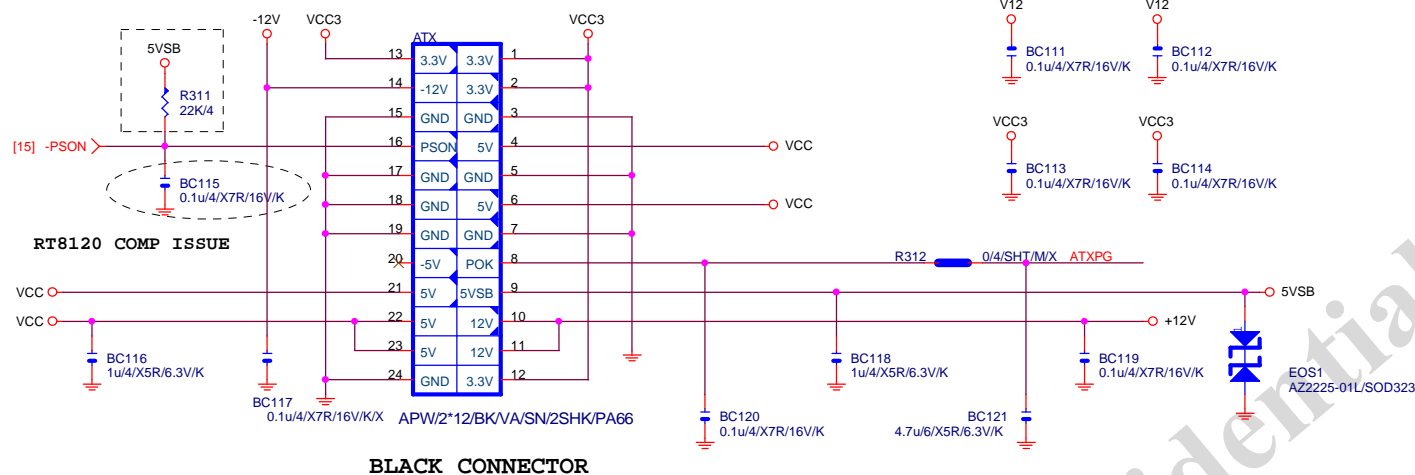 -12V
VCC3
ATX
VCC3
V12
V12
5VSB
R311
22K/4
[15] -PSON
BC115
0.1u/4/X7R/16V/K
RT8120 COMP ISSUE
13 3.3V 3.3V 1
14 -12V 3.3V 2
15 GND GND 3
16 PSON 5V 4
17 GND GND 5
18 GND 5V 6
19 GND GND 7
20 -5V POK 8
21 5V 5VSB 9
22 5V 12V 10
23 5V 12V 11
24 GND 3.3V 12
VCC
VCC
BC111
0.1u/4/X7R/16V/K
BC112
0.1u/4/X7R/16V/K
VCC3
VCC3
BC113
0.1u/4/X7R/16V/K
BC114
0.1u/4/X7R/16V/K
R312 0/4/SHT/M/X ATXPG
VCC
VCC
5VSB
+12V
BC116
1u/4/X5R/6.3V/K
BC117
0.1u/4/X7R/16V/K/X
APW/2*12/BK/VA/SN/2SHK/PA66
BC118
1u/4/X5R/6.3V/K
BC119
0.1u/4/X7R/16V/K
1
EOS1
AZ2225-01L/SOD323
BC120
0.1u/4/X7R/16V/K
BC121
4.7u/6/X5R/6.3V/K
BLACK CONNECTOR
idential